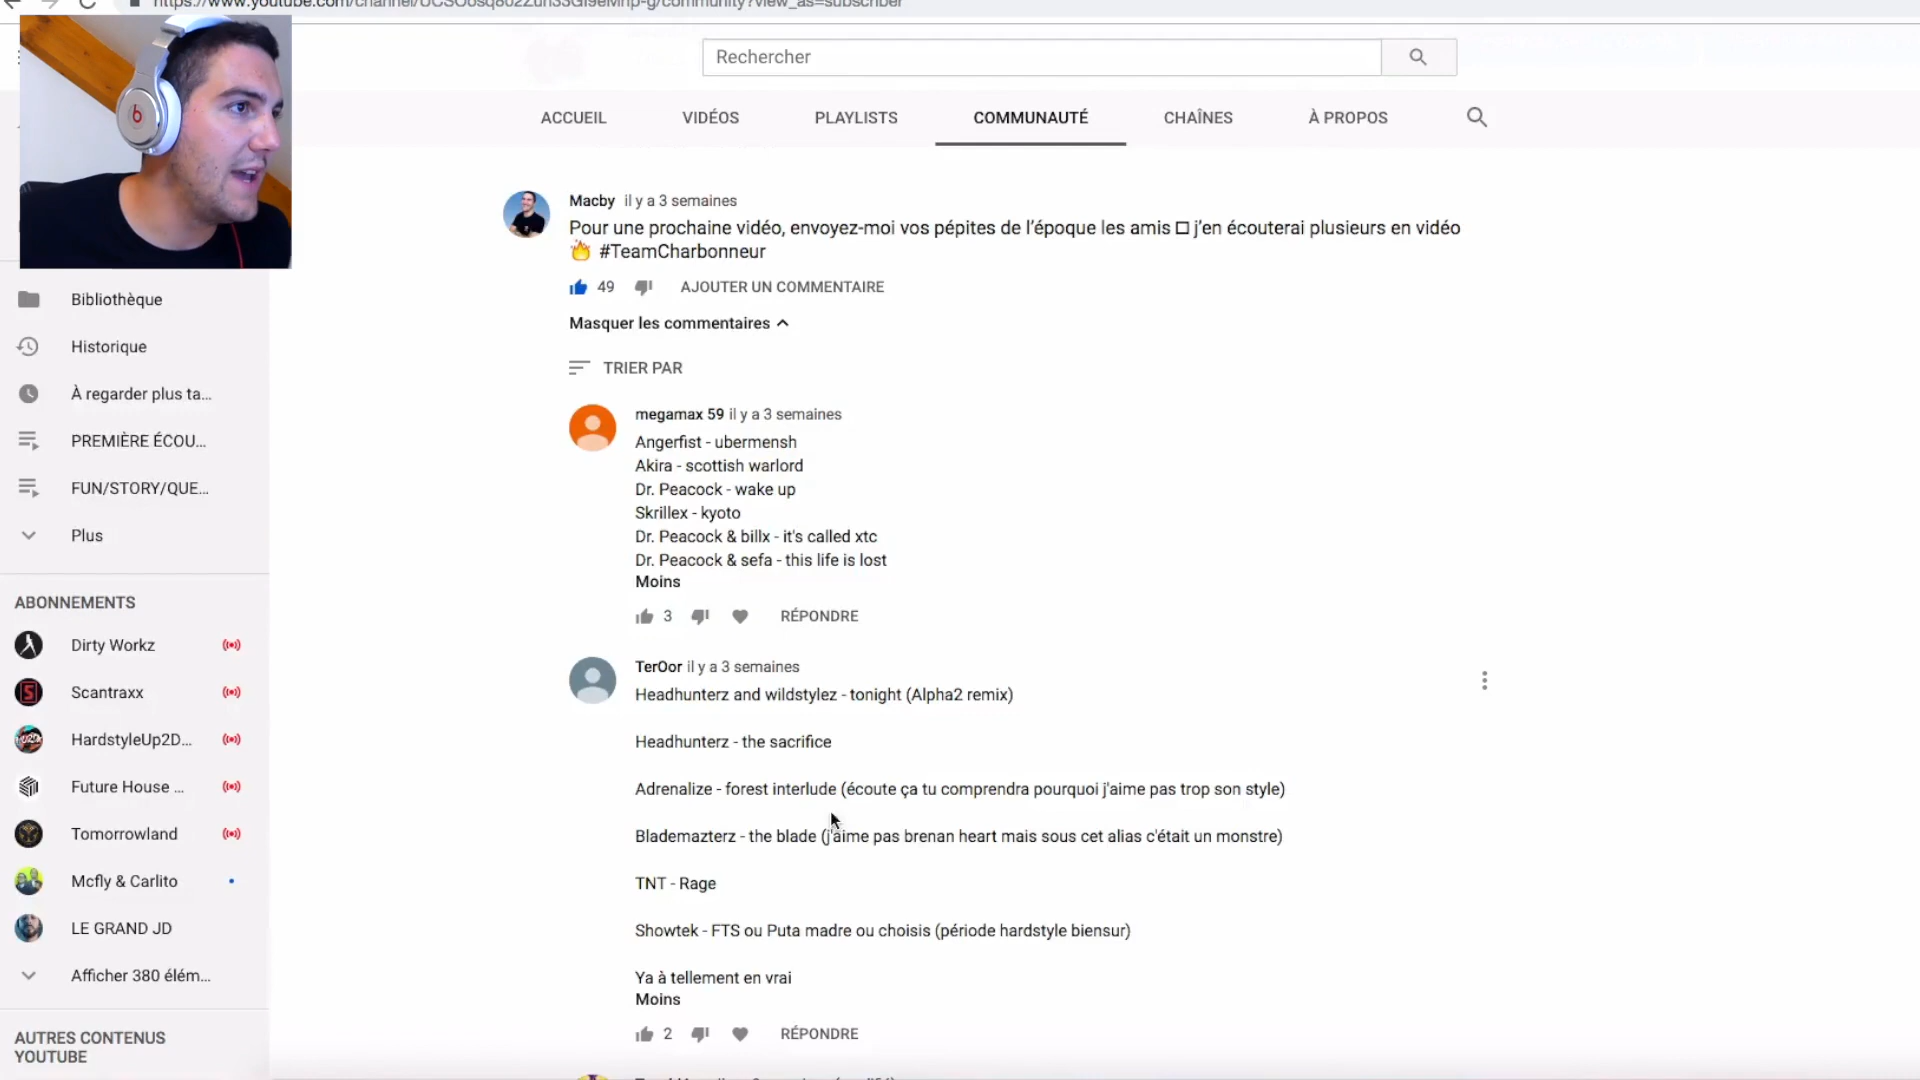 Rechercher
ACCUEIL
VIDÉOS
PLAYLISTS
COMMUNAUTÉ
CHAÎNES
À PROPOS
Macby il y a 3 semaines
Pour une prochaine vidéo, envoyez-moi vos pépites de l'époque les amis □ j'en écouterai plusieurs en vidéo
🔥 #TeamCharbonneur
49 AJOUTER UN COMMENTAIRE
Masquer les commentaires
TRIER PAR
megamax 59 il y a 3 semaines
Angerfist - ubermensh
Akira - scottish warlord
Dr. Peacock - wake up
Skrillex - kyoto
Dr. Peacock & billx - it's called xtc
Dr. Peacock & sefa - this life is lost
Moins
3 RÉPONDRE
TerOor il y a 3 semaines
Headhunterz and wildstylez - tonight (Alpha2 remix)
Headhunterz - the sacrifice
Adrenalize - forest interlude (écoute ça tu comprendra pourquoi j'aime pas trop son style)
Blademazterz - the blade (j'aime pas brenan heart mais sous cet alias c'était un monstre)
TNT - Rage
Showtek - FTS ou Puta madre ou choisis (période hardstyle biensur)
Ya à tellement en vrai
Moins
2 RÉPONDRE
Bibliothèque
Historique
À regarder plus ta...
PREMIÈRE ÉCOU...
FUN/STORY/QUE...
Plus
ABONNEMENTS
Dirty Workz
Scantraxx
HardstyleUp2D...
Future House ...
Tomorrowland
Mcfly & Carlito
LE GRAND JD
Afficher 380 élém...
AUTRES CONTENUS
YOUTUBE